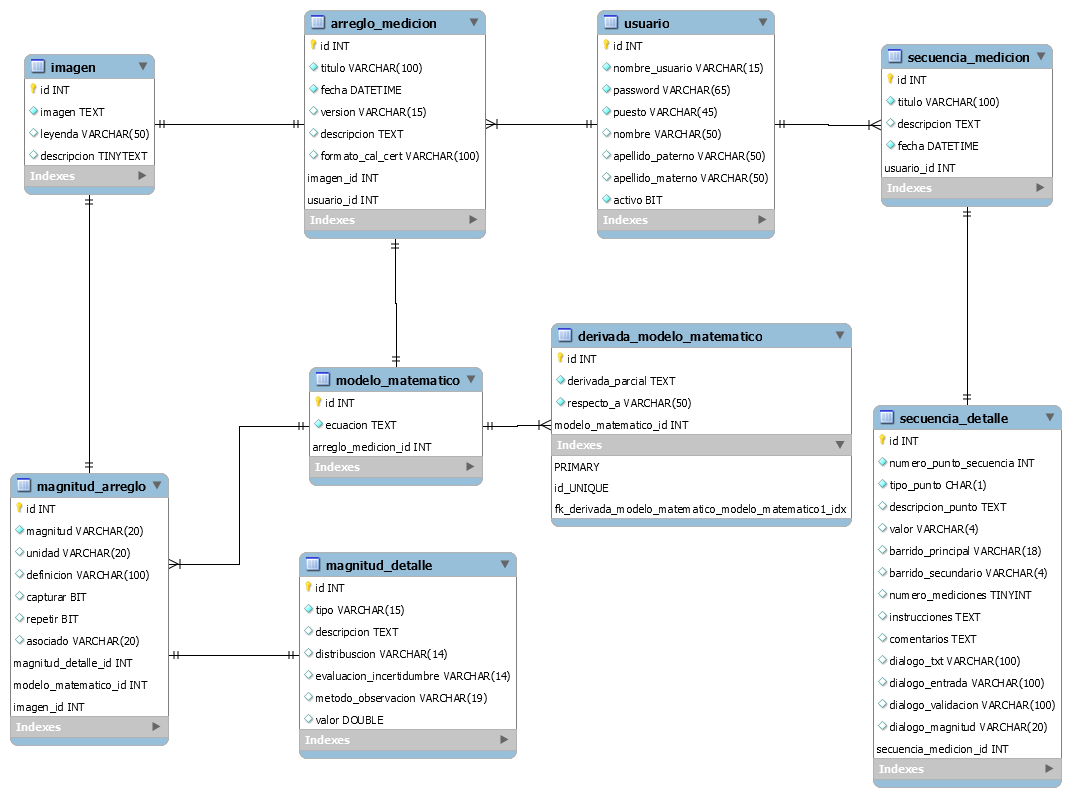 imagen
id INT
imagen TEXT
leyenda VARCHAR(50)
descripcion TINYTEXT
Indexes
arreglo_medicion
id INT
titulo VARCHAR(100)
fecha DATETIME
version VARCHAR(15)
descripcion TEXT
formato_cal_cert VARCHAR(100)
imagen_id INT
usuario_id INT
Indexes
usuario
id INT
nombre_usuario VARCHAR(15)
password VARCHAR(65)
puesto VARCHAR(45)
nombre VARCHAR(50)
apellido_paterno VARCHAR(50)
apellido_materno VARCHAR(50)
activo BIT
Indexes
secuencia_medicion
id INT
titulo VARCHAR(100)
descripcion TEXT
fecha DATETIME
usuario_id INT
Indexes
modelo_matematico
id INT
ecuacion TEXT
arreglo_medicion_id INT
Indexes
derivada_modelo_matematico
id INT
derivada_parcial TEXT
respecto_a VARCHAR(50)
modelo_matematico_id INT
Indexes
PRIMARY
id_UNIQUE
fk_derivada_modelo_matematico_modelo_matematico1_idx
magnitud_arreglo
id INT
magnitud VARCHAR(20)
unidad VARCHAR(20)
definicion VARCHAR(100)
capturar BIT
repetir BIT
asociado VARCHAR(20)
magnitud_detalle_id INT
modelo_matematico_id INT
imagen_id INT
Indexes
magnitud_detalle
id INT
tipo VARCHAR(15)
descripcion TEXT
distribuscion VARCHAR(14)
evaluacion_incertidumbre VARCHAR(14)
metodo_observacion VARCHAR(19)
valor DOUBLE
Indexes
secuencia_detalle
id INT
numero_punto_secuencia INT
tipo_punto CHAR(1)
descripcion_punto TEXT
valor VARCHAR(4)
barrido_principal VARCHAR(18)
barrido_secundario VARCHAR(4)
numero_mediciones TINYINT
instrucciones TEXT
comentarios TEXT
dialogo_txt VARCHAR(100)
dialogo_entrada VARCHAR(100)
dialogo_validacion VARCHAR(100)
dialogo_magnitud VARCHAR(20)
secuencia_medicion_id INT
Indexes